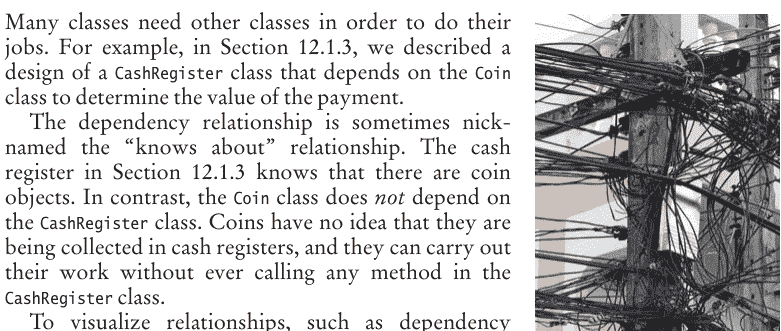 Many classes need other classes in order to do their
jobs. For example, in Section 12.1.3, we described a
design of a CashRegister class that depends on the Coin
class to determine the value of the payment.
The dependency relationship is sometimes nick-
named the “knows about” relationship. The cash
register in Section 12.1.3 knows that there are coin
objects. In contrast, the Coin class does not depend on
the CashRegister class. Coins have no idea that they are
being collected in cash registers, and they can carry out
their work without ever calling any method in the
CashRegister class.
To visualize relationships, such as dependency